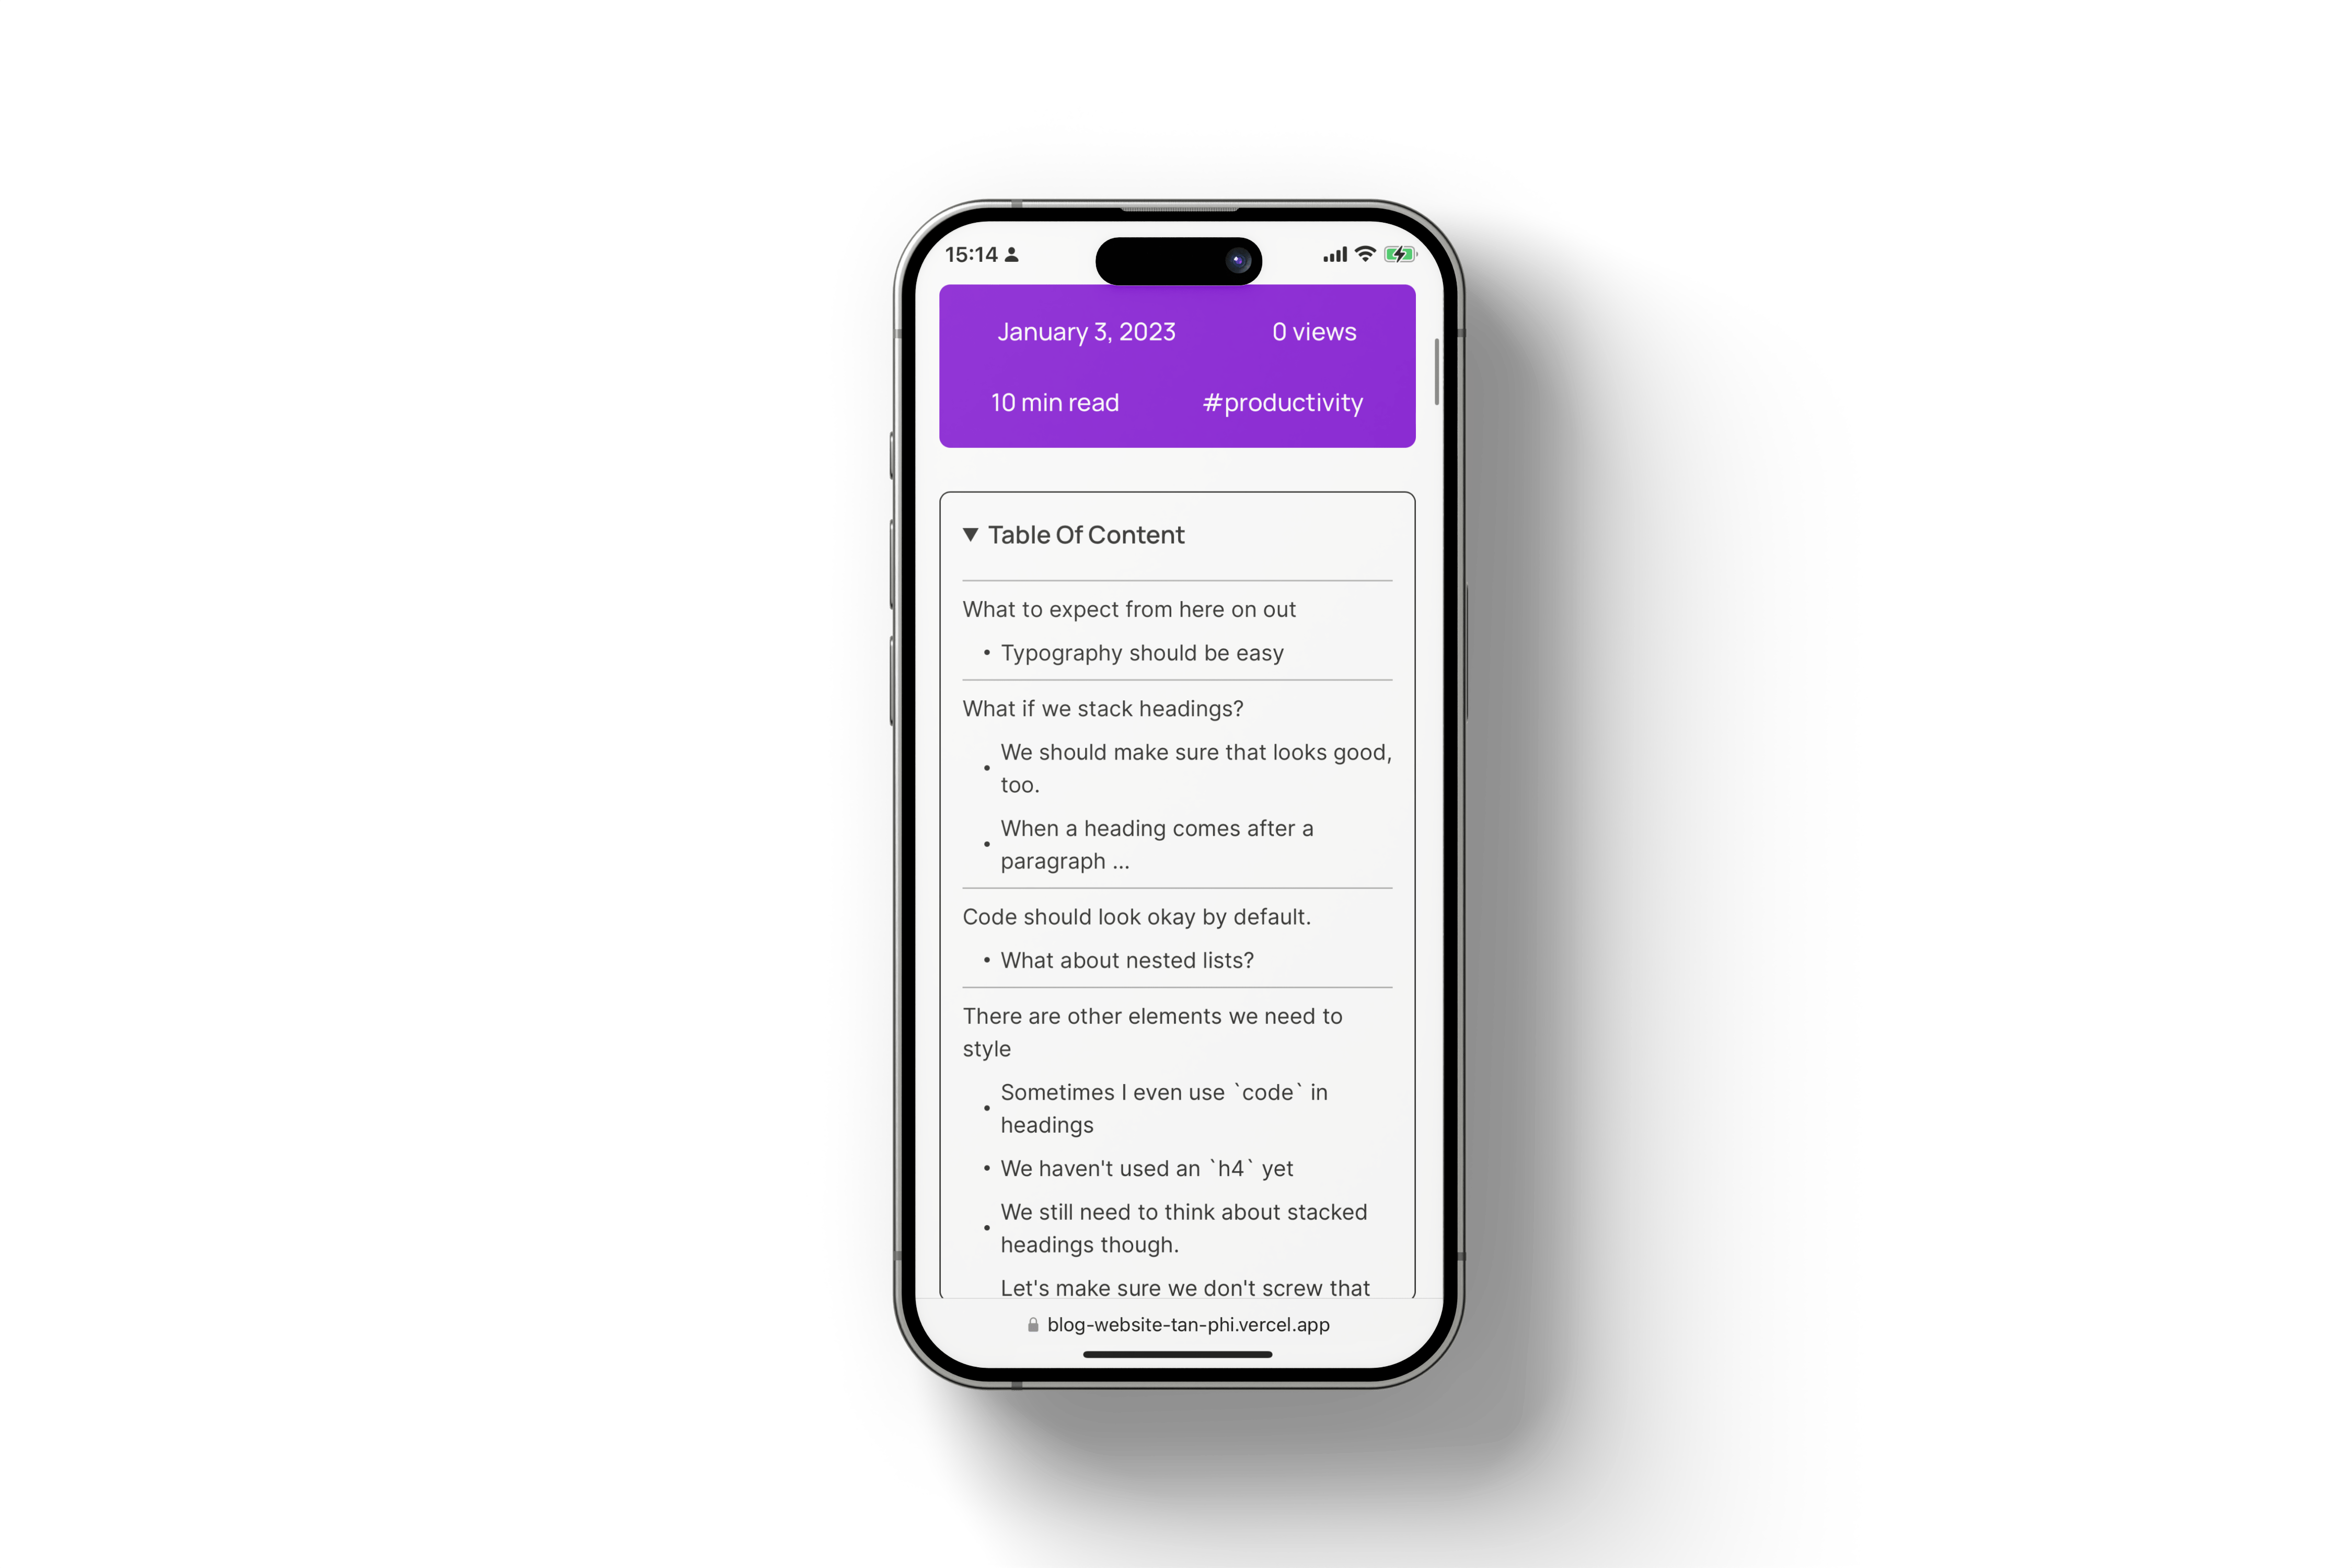 15:14
January 3, 2023 0 views
10 min read #productivity
Table Of Content
What to expect from here on out
• Typography should be easy
What if we stack headings?
• We should make sure that looks good,
too.
• When a heading comes after a
paragraph ...
Code should look okay by default.
• What about nested lists?
There are other elements we need to
style
• Sometimes I even use `code` in
headings
• We haven't used an `h4` yet
• We still need to think about stacked
headings though.
Let's make sure we don't screw that
blog-website-tan-phi.vercel.app